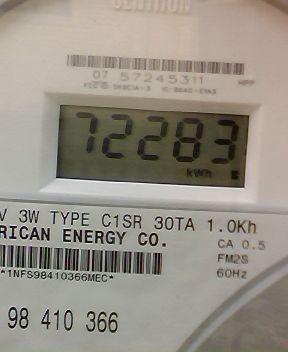 CENTRON
07 57245311
72283
kWh
V 3W TYPE C1SR 30TA 1.0Kh
RICAN ENERGY CO.
CA 0.5
FM2S
60Hz
*1NFS98410366MEC*
98 410 366